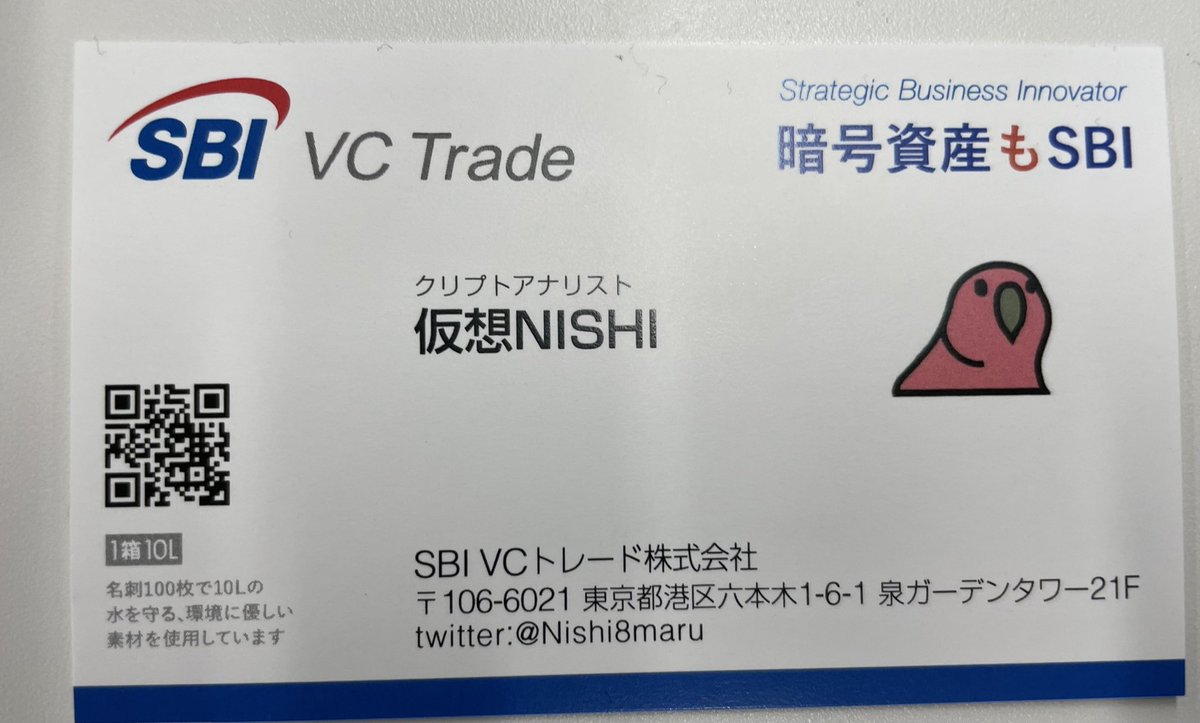 SBI VC Trade
Strategic Business Innovator
暗号資産もSBI
クリプトアナリスト
仮想NISHI
1箱10L
名刺100枚で10Lの
水を守る、環境に優しい
素材を使用しています
SBI VCトレード株式会社
〒106-6021 東京都港区六本木1-6-1 泉ガーデンタワー21F
twitter:@Nishi8maru